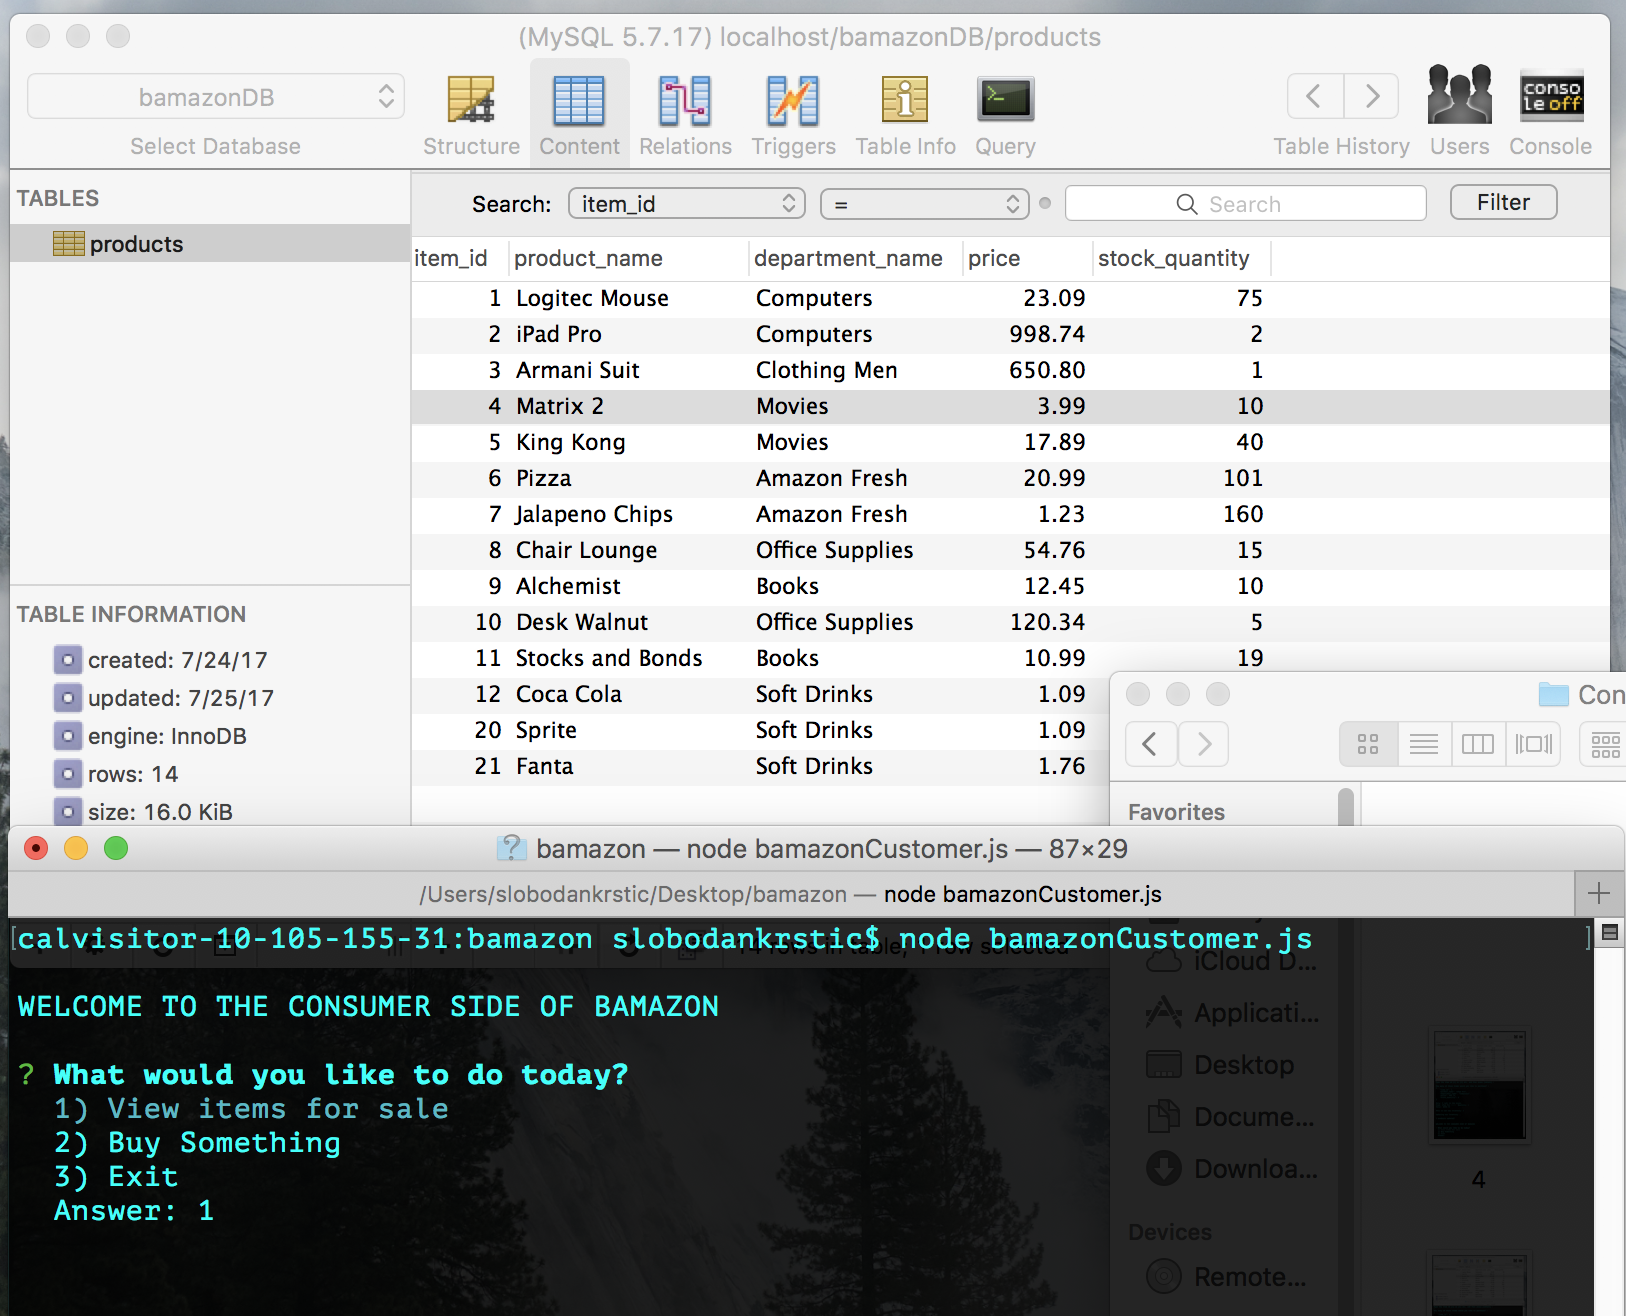 (MySQL 5.7.17) localhost/bamazonDB/products
bamazonDB
Select Database
Structure
Content
Relations
Triggers
Table Info
Query
Table History
Users
conso
le off
Console
TABLES
products
Search: item_id = Search Filter
item_id product_name department_name price stock_quantity
1 Logitec Mouse Computers 23.09 75
2 iPad Pro Computers 998.74 2
3 Armani Suit Clothing Men 650.80 1
4 Matrix 2 Movies 3.99 10
5 King Kong Movies 17.89 40
6 Pizza Amazon Fresh 20.99 101
7 Jalapeno Chips Amazon Fresh 1.23 160
8 Chair Lounge Office Supplies 54.76 15
9 Alchemist Books 12.45 10
10 Desk Walnut Office Supplies 120.34 5
11 Stocks and Bonds Books 10.99 19
12 Coca Cola Soft Drinks 1.09
20 Sprite Soft Drinks 1.09
21 Fanta Soft Drinks 1.76
TABLE INFORMATION
created: 7/24/17
updated: 7/25/17
engine: InnoDB
rows: 14
size: 16.0 KiB
Con
Favorites
bamazon — node bamazonCustomer.js — 87×29
/Users/slobodankrstic/Desktop/bamazon — node bamazonCustomer.js
[calvisitor-10-105-155-31:bamazon slobodankrstic$ node bamazonCustomer.js ]
WELCOME TO THE CONSUMER SIDE OF BAMAZON
? What would you like to do today?
1) View items for sale
2) Buy Something
3) Exit
Answer: 1
iCloud D...
Applicati...
Desktop
Docume...
Downloa...
4
Devices
Remote...